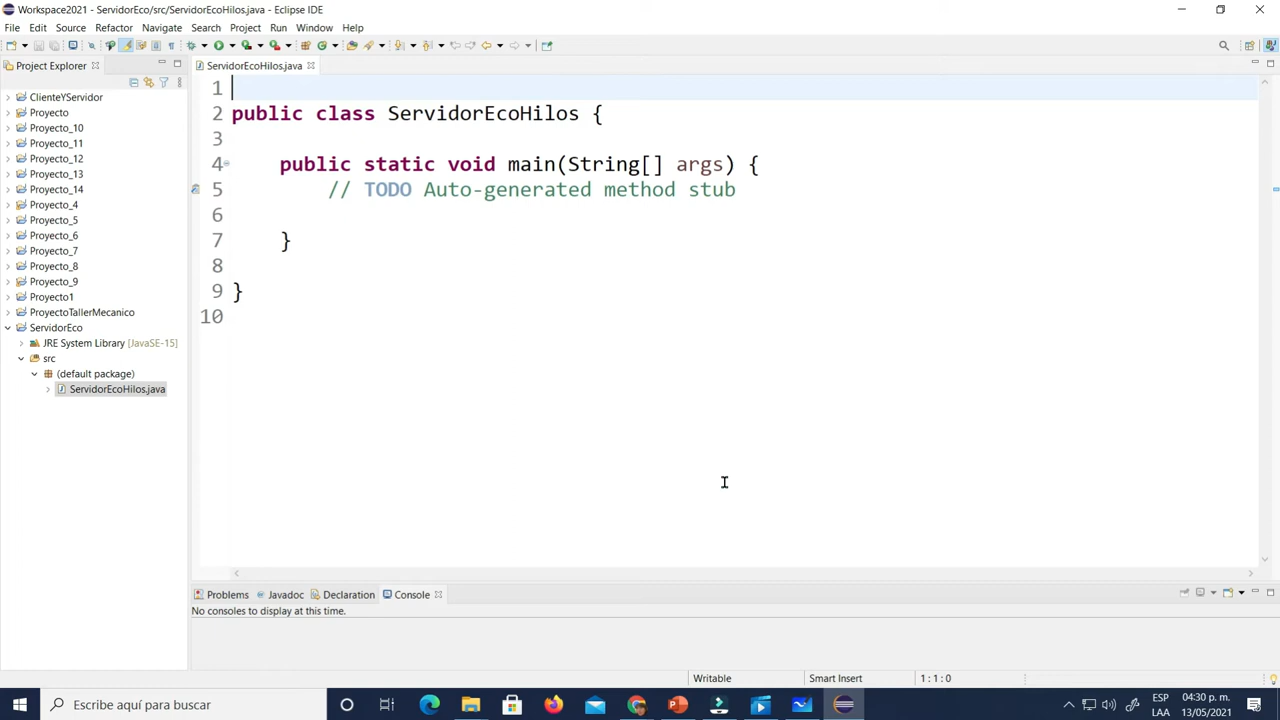 Workspace2021 - ServidorEco/src/ServidorEcoHilos.java - Eclipse IDE
File Edit Source Refactor Navigate Search Project Run Window Help
Project Explorer
ServidorEcoHilos.java
ClienteYServidor
Proyecto
Proyecto_10
Proyecto_11
Proyecto_12
Proyecto_13
Proyecto_14
Proyecto_4
Proyecto_5
Proyecto_6
Proyecto_7
Proyecto_8
Proyecto_9
Proyecto1
ProyectoTallerMecanico
ServidorEco
JRE System Library [JavaSE-15]
src
(default package)
ServidorEcoHilos.java
1
2 public class ServidorEcoHilos {
3
4 public static void main(String[] args) {
5 // TODO Auto-generated method stub
6
7 }
8
9 }
10
Problems Javadoc Declaration Console
No consoles to display at this time.
Writable Smart Insert 1 : 1 : 0
Escribe aquí para buscar
ESP 04:30 p. m.
LAA 13/05/2021